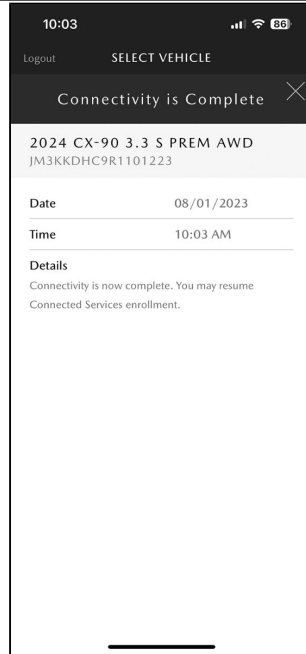 10:03 86
Logout SELECT VEHICLE
Connectivity is Complete
2024 CX-90 3.3 S PREM AWD
JM3KKDHC9R1101223
Date 08/01/2023
Time 10:03 AM
Details
Connectivity is now complete. You may resume
Connected Services enrollment.